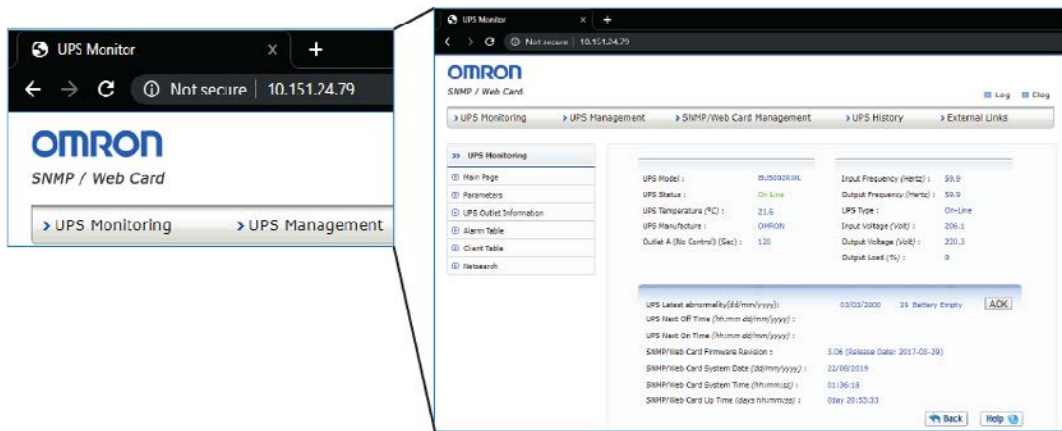 UPS Monitor
Not secure | 10.151.24.79
OMRON
SNMP / Web Card
UPS Monitoring UPS Management
UPS Monitor
Not secure | 10.151.24.79
OMRON
SNMP / Web Card
Log Clog
UPS Monitoring UPS Management SNMP/Web Card Management UPS History External Links
UPS Monitoring
Main Page
Parameters
UPS Outlet Information
Alarm Table
Client Table
Netsearch
UPS Model :
UPS Status : On Line
UPS Temperature (ºC) : 21.6
UPS Manufacture : OMRON
Outlet A (No Control) (Sec) : 120
Input Frequency (Hertz) : 59.9
Output Frequency (Hertz) : 59.9
UPS Type : On-Line
Input Voltage (Volt) : 206.1
Output Voltage (Volt) : 220.3
Output Load (%) : 0
UPS Latest abnormality(dd/mm/yyyy): 03/03/2000 Battery Empty ACK
UPS Next Off Time (hh:mm dd/mm/yyyy) :
UPS Next On Time (hh:mm dd/mm/yyyy) :
SNMP/Web Card Firmware Revision : 3.06 (Release Date:
SNMP/Web Card System Date (dd/mm/yyyy) : 22/08/2019
SNMP/Web Card System Time (hh:mm:ss) : 01:36:18
SNMP/Web Card Up Time (days hh:mm:ss) : 0day 20:53:33
Back Help